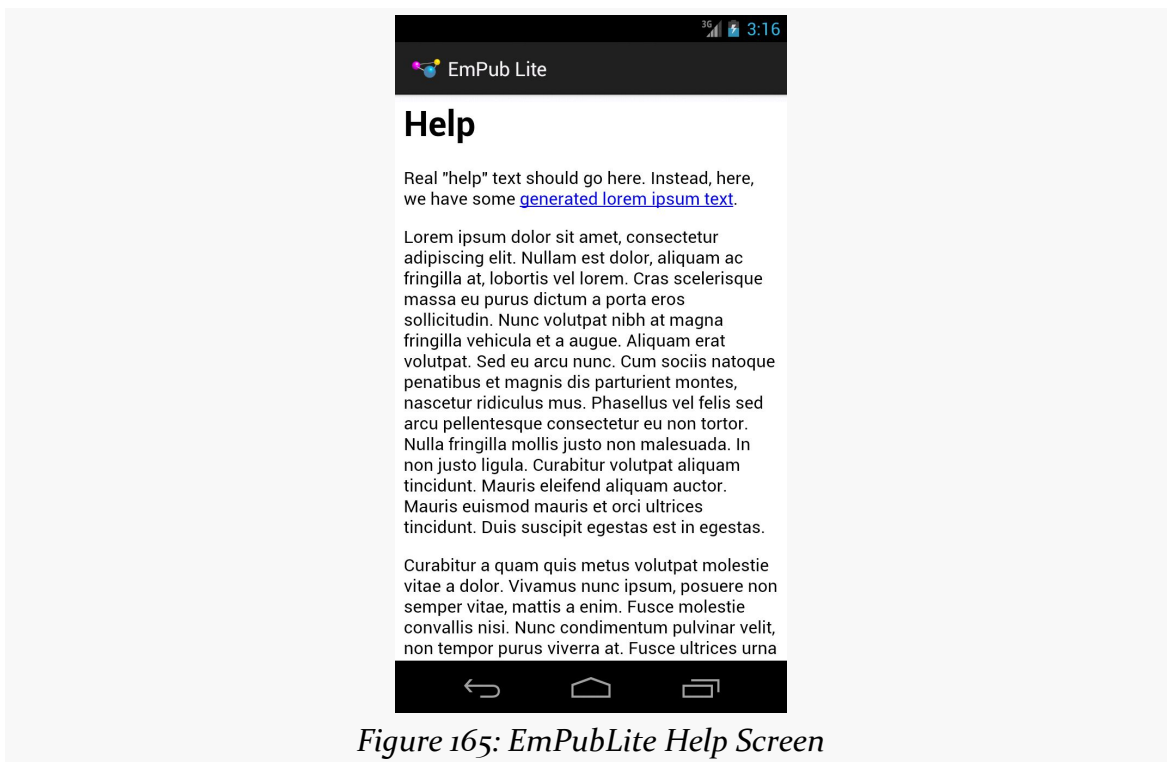 3G 3:16
EmPub Lite
Help
Real "help" text should go here. Instead, here,
we have some generated lorem ipsum text.
Lorem ipsum dolor sit amet, consectetur
adipiscing elit. Nullam est dolor, aliquam ac
fringilla at, lobortis vel lorem. Cras scelerisque
massa eu purus dictum a porta eros
sollicitudin. Nunc volutpat nibh at magna
fringilla vehicula et a augue. Aliquam erat
volutpat. Sed eu arcu nunc. Cum sociis natoque
penatibus et magnis dis parturient montes,
nascetur ridiculus mus. Phasellus vel felis sed
arcu pellentesque consectetur eu non tortor.
Nulla fringilla mollis justo non malesuada. In
non justo ligula. Curabitur volutpat aliquam
tincidunt. Mauris eleifend aliquam auctor.
Mauris euismod mauris et orci ultrices
tincidunt. Duis suscipit egestas est in egestas.
Curabitur a quam quis metus volutpat molestie
vitae a dolor. Vivamus nunc ipsum, posuere non
semper vitae, mattis a enim. Fusce molestie
convallis nisi. Nunc condimentum pulvinar velit,
non tempor purus viverra at. Fusce ultrices urna
Figure 165: EmPubLite Help Screen